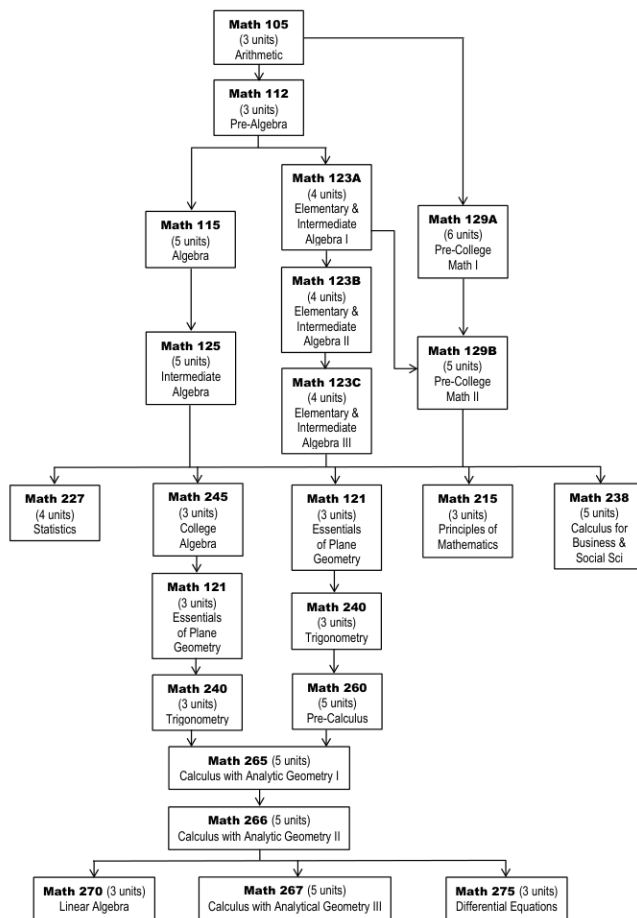 Math 105
(3 units)
Arithmetic
Math 112
(3 units)
Pre-Algebra
Math 115
(5 units)
Algebra
Math 123A
(4 units)
Elementary &
Intermediate
Algebra I
Math 129A
(6 units)
Pre-College
Math I
Math 123B
(4 units)
Elementary &
Intermediate
Algebra II
Math 125
(5 units)
Intermediate
Algebra
Math 123C
(4 units)
Elementary &
Intermediate
Algebra III
Math 129B
(5 units)
Pre-College
Math II
Math 227
(4 units)
Statistics
Math 245
(3 units)
College
Algebra
Math 121
(3 units)
Essentials
of Plane
Geometry
Math 215
(3 units)
Principles of
Mathematics
Math 238
(5 units)
Calculus for
Business &
Social Sci
Math 121
(3 units)
Essentials
of Plane
Geometry
Math 240
(3 units)
Trigonometry
Math 240
(3 units)
Trigonometry
Math 260
(5 units)
Pre-Calculus
Math 265 (5 units)
Calculus with Analytic Geometry I
Math 266 (5 units)
Calculus with Analytic Geometry II
Math 270 (3 units)
Linear Algebra
Math 267 (5 units)
Calculus with Analytical Geometry III
Math 275 (3 units)
Differential Equations